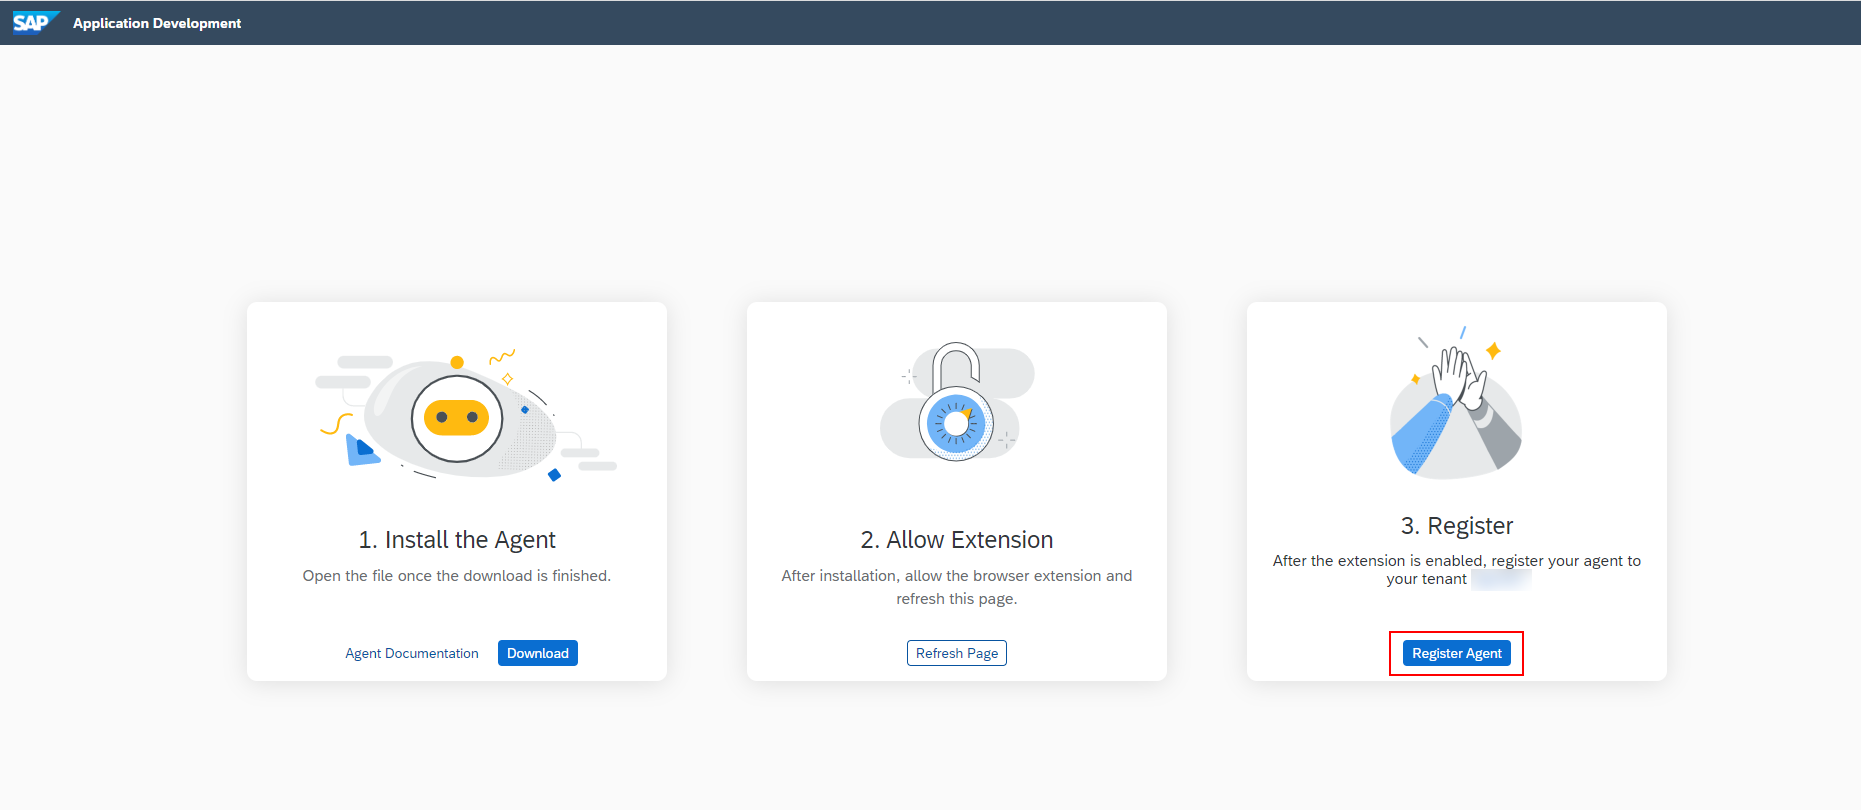 SAP Application Development
1. Install the Agent
Open the file once the download is finished.
Agent Documentation Download
2. Allow Extension
After installation, allow the browser extension and
refresh this page.
Refresh Page
3. Register
After the extension is enabled, register your agent to
your tenant
Register Agent